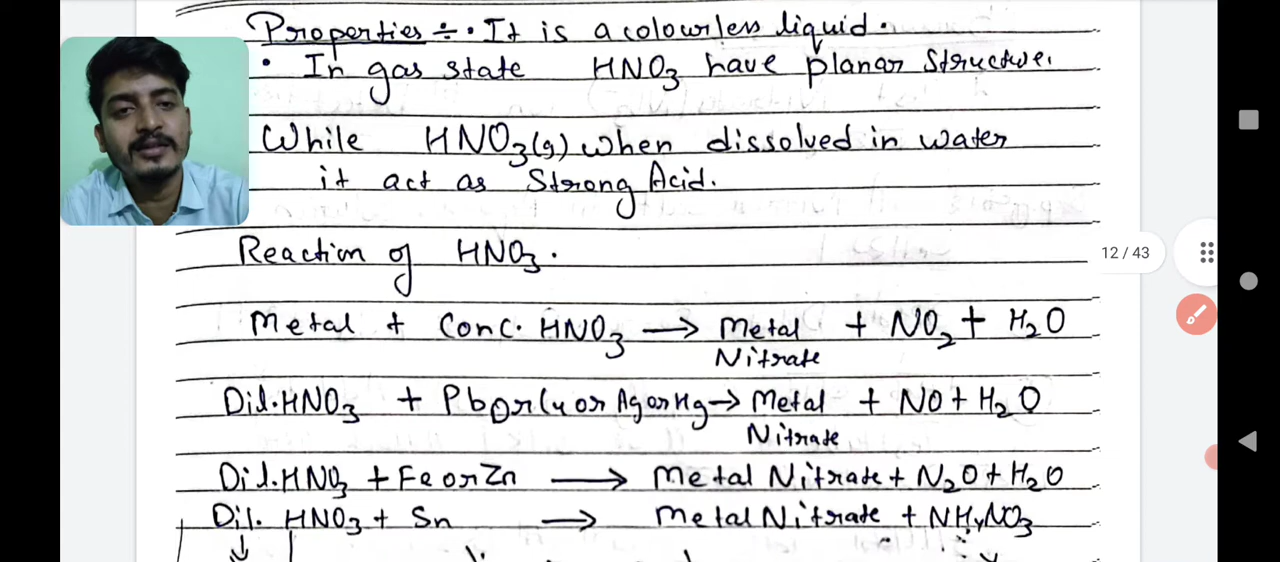 Properties ÷ • It is a colourless liquid.
• In gas state HNO3 have planar structure.
While HNO3(g) when dissolved in water
it act as Strong Acid.
Reaction of HNO3.
Metal + Conc. HNO3 → Metal Nitrate + NO2 + H2O
Dil. HNO3 + Pb or Cu or Ag or Hg → Metal Nitrate + NO + H2O
Dil. HNO3 + Fe or Zn → Metal Nitrate + N2O + H2O
Dil. HNO3 + Sn → Metal Nitrate + NH4NO3
12 / 43